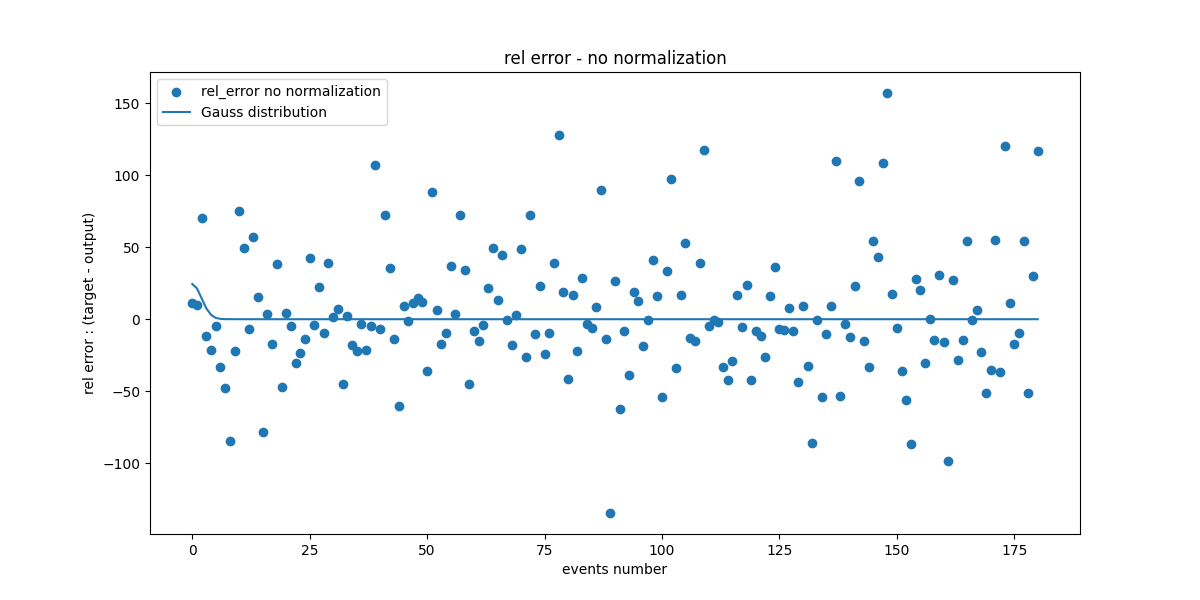 rel error - no normalization
rel_error no normalization
Gauss distribution
rel error : (target - output)
150
100
50
0
−50
−100
0 25 50 75 100 125 150 175
events number